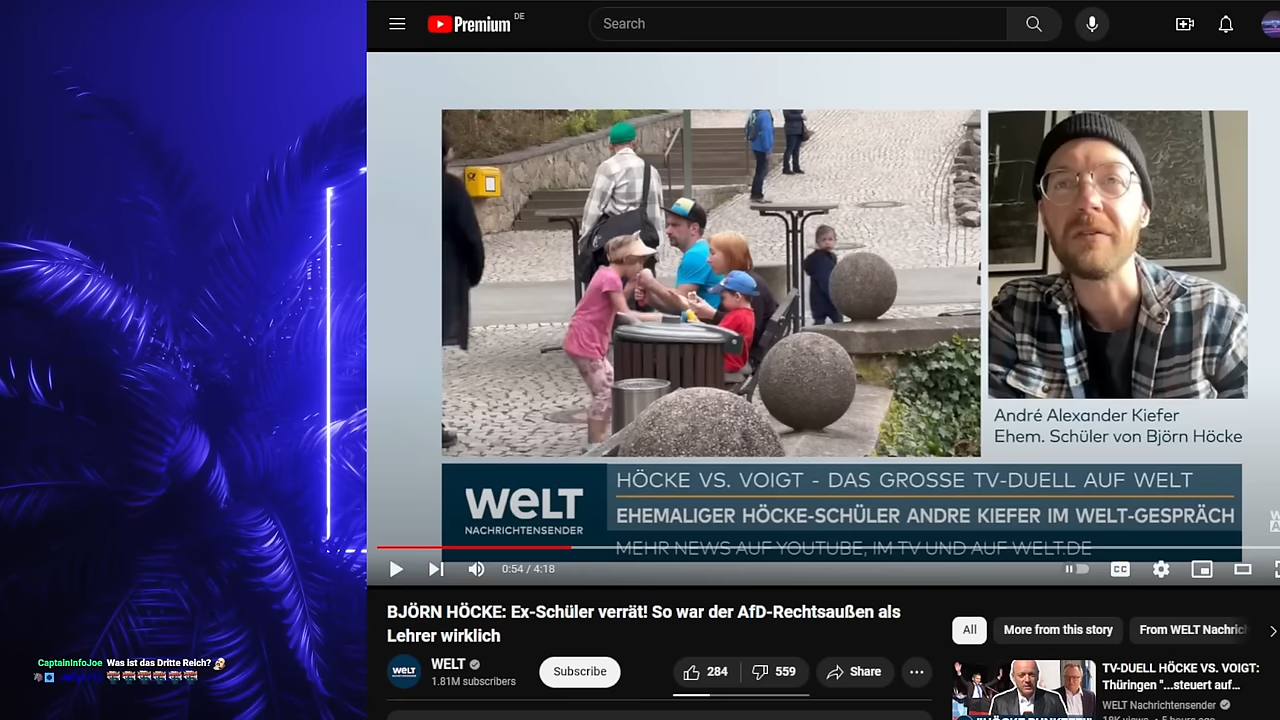 Premium DE
Search
André Alexander Kiefer
Ehem. Schüler von Björn Höcke
WELT
NACHRICHTENSENDER
HÖCKE VS. VOIGT - DAS GROSSE TV-DUELL AUF WELT
EHEMALIGER HÖCKE-SCHÜLER ANDRE KIEFER IM WELT-GESPRÄCH
MEHR NEWS AUF YOUTUBE, IM TV UND AUF WELT.DE
0:54 / 4:18
CC
BJÖRN HÖCKE: Ex-Schüler verrät! So war der AfD-Rechtsaußen als
Lehrer wirklich
welt
WELT
1.81M subscribers
Subscribe
284
559
Share
All
More from this story
From WELT Nachric
TV-DUELL HÖCKE VS. VOIGT:
Thüringen "...steuert auf...
WELT Nachrichtensender
CaptainInfoJoe Was ist das Dritte Reich?